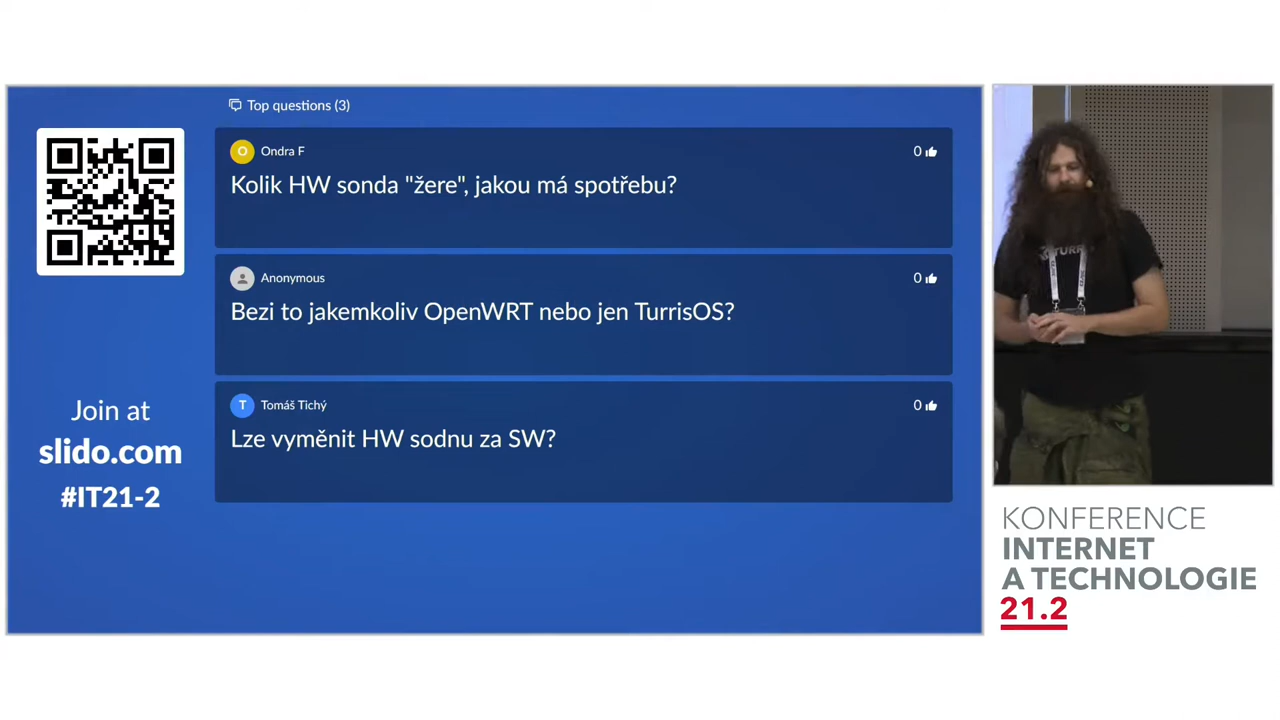 Top questions (3)
O
Ondra F
0
Kolik HW sonda "žere", jakou má spotřebu?
Anonymous
0
Bezi to jakemkoliv OpenWRT nebo jen TurrisOS?
T
Tomáš Tichý
0
Lze vyměnit HW sodnu za SW?
Join at
slido.com
#IT21-2
KONFERENCE
INTERNET
A TECHNOLOGIE
21.2